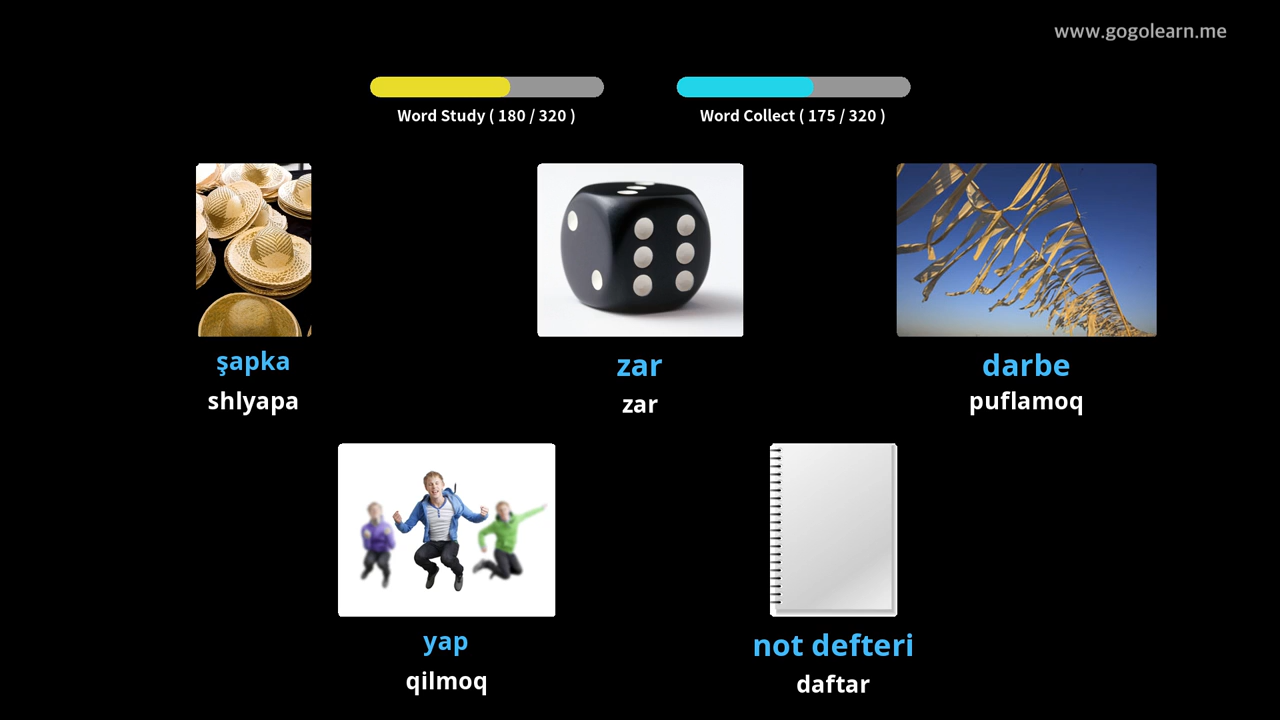 www.gogolearn.me
Word Study ( 180 / 320 )
Word Collect ( 175 / 320 )
şapka
shlyapa
zar
zar
darbe
puflamoq
yap
qilmoq
not defteri
daftar